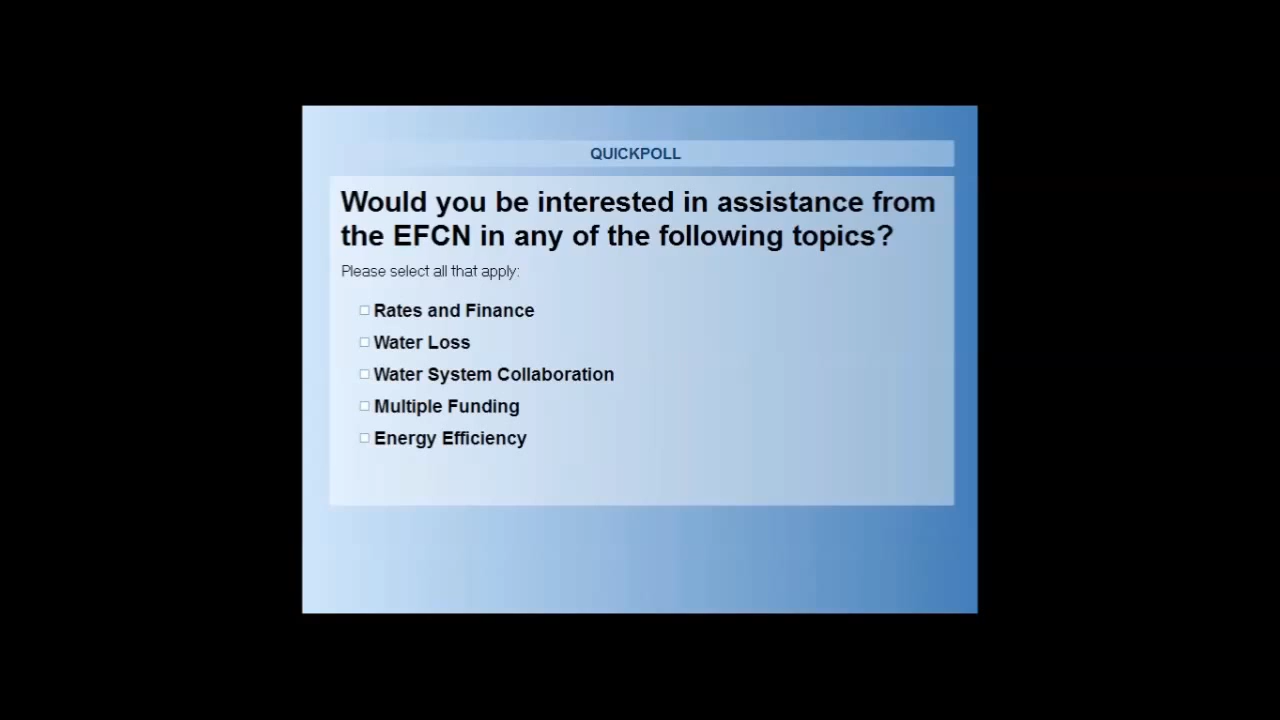 QUICKPOLL
Would you be interested in assistance from
the EFCN in any of the following topics?
Please select all that apply:
Rates and Finance
Water Loss
Water System Collaboration
Multiple Funding
Energy Efficiency